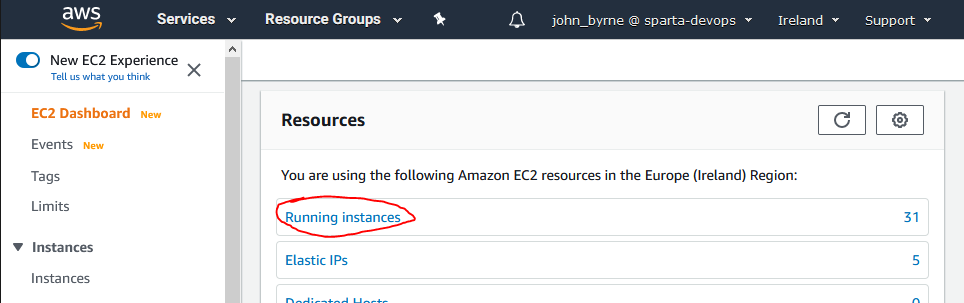 aws
Services
Resource Groups
john_byrne @ sparta-devops
Ireland
Support
New EC2 Experience
Tell us what you think
EC2 Dashboard New
Events New
Tags
Limits
Instances
Instances
Resources
You are using the following Amazon EC2 resources in the Europe (Ireland) Region:
Running instances 31
Elastic IPs 5
Dedicated Hosts 0